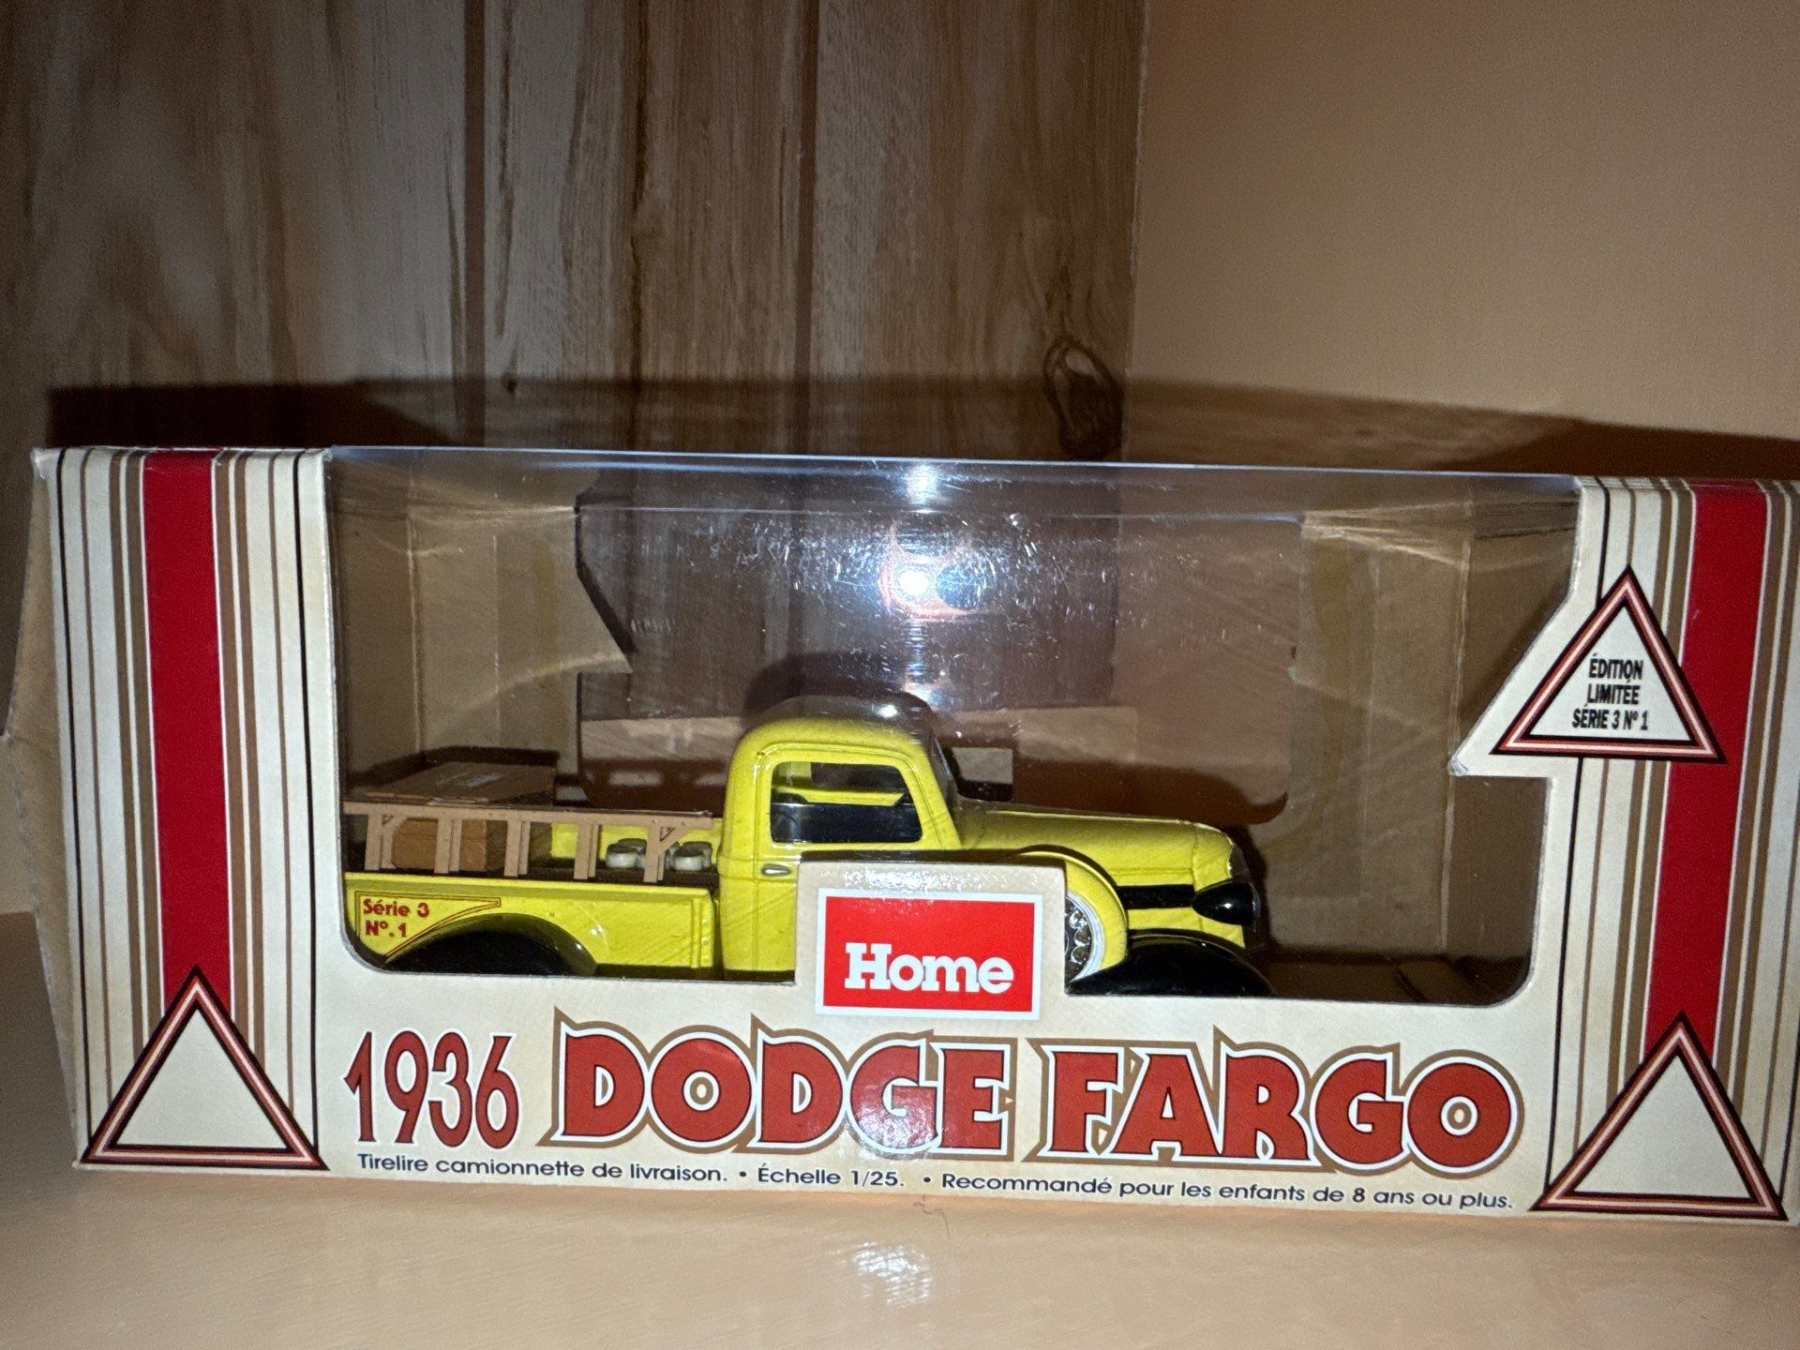 ÉDITION
LIMITÉE
SÉRIE 3 Nº 1
Série 3
Nº. 1
Home
1936 DODGE FARGO
Tirelire camionnette de livraison. • Échelle 1/25. • Recommandé pour les enfants de 8 ans ou plus.